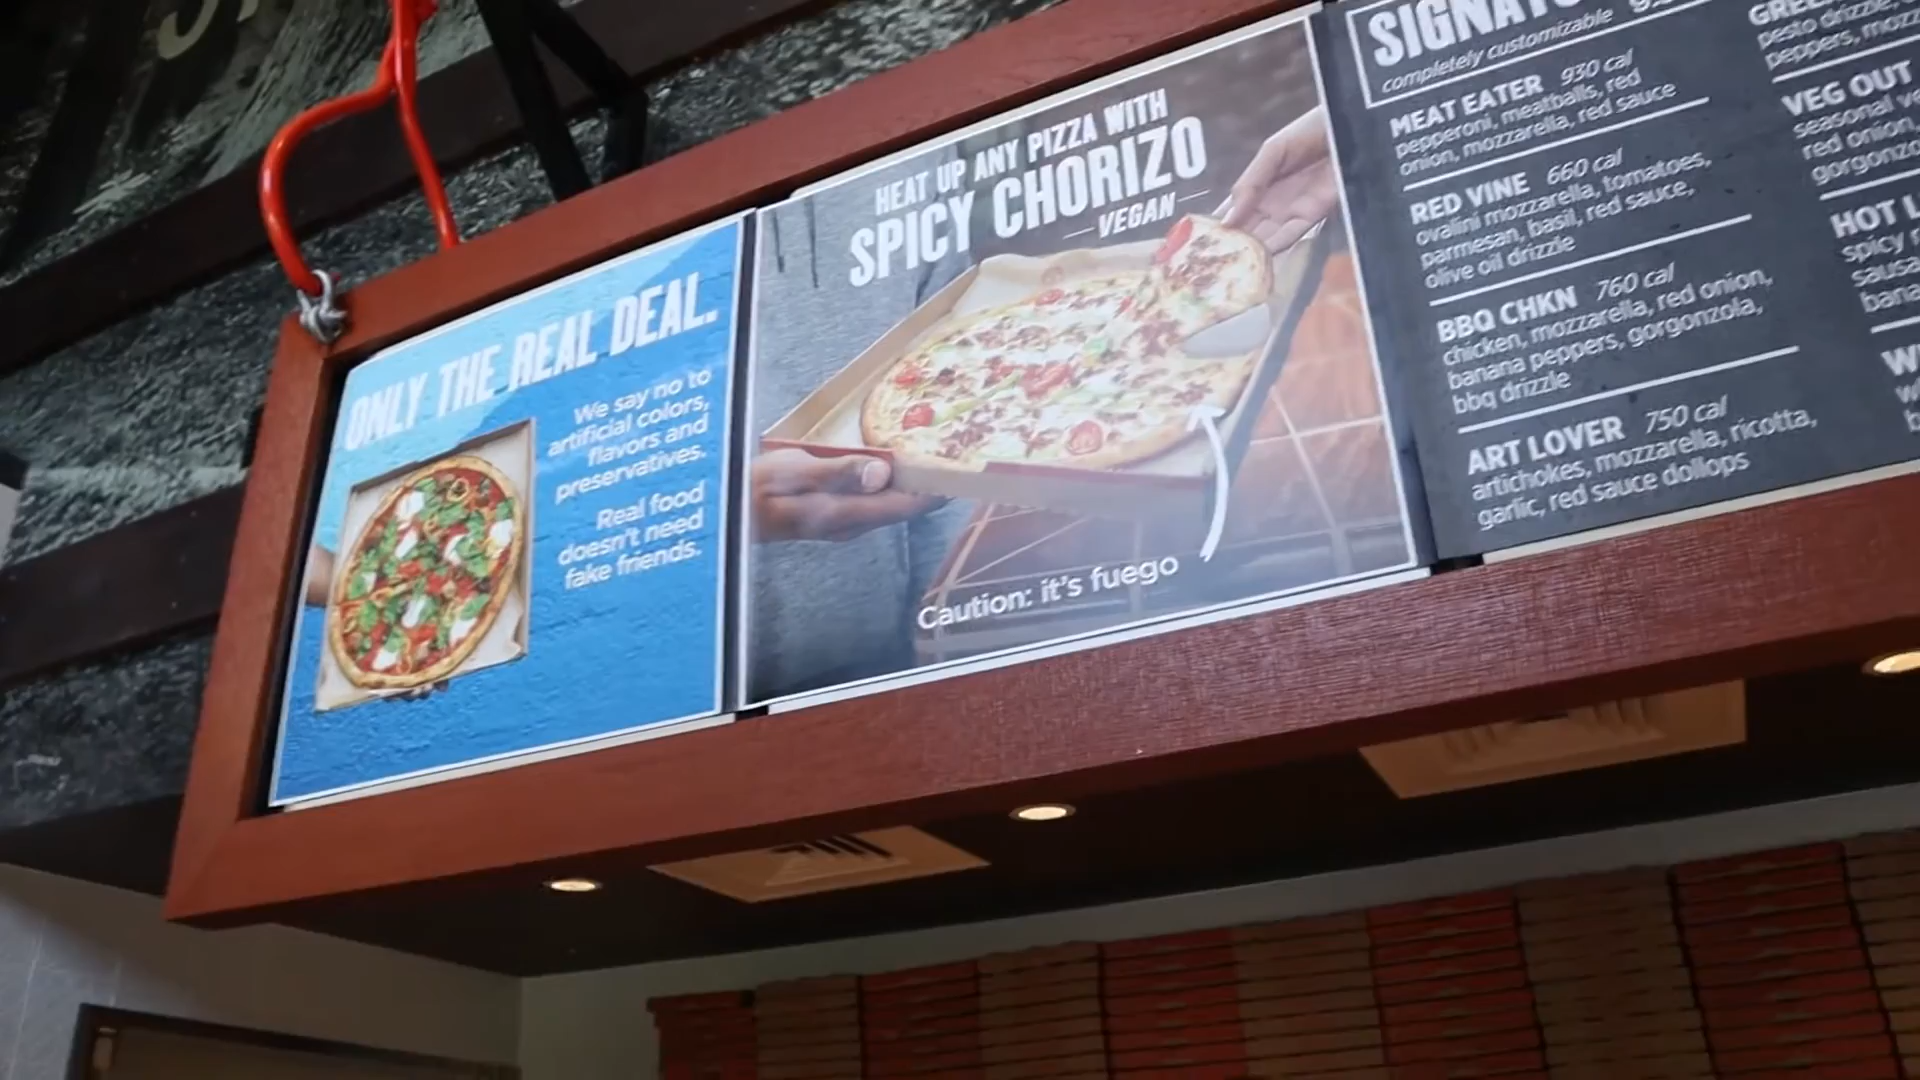 ONLY THE REAL DEAL.
We say no to
artificial colors,
flavors and
preservatives.
Real food
doesn't need
fake friends.
HEAT UP ANY PIZZA WITH
SPICY CHORIZO
VEGAN
Caution: it's fuego
completely customizable
MEAT EATER 930 cal
pepperoni, meatballs, red
onion, mozzarella, red sauce
RED VINE 660 cal
ovalini mozzarella, tomatoes,
parmesan, basil, red sauce,
olive oil drizzle
BBQ CHKN 760 cal
chicken, mozzarella, red onion,
banana peppers, gorgonzola,
bbq drizzle
ART LOVER 750 cal
artichokes, mozzarella, ricotta,
garlic, red sauce dollops
pesto drizzle,
peppers,
VEG OUT
seasonal
red onion,
HOT
spicy